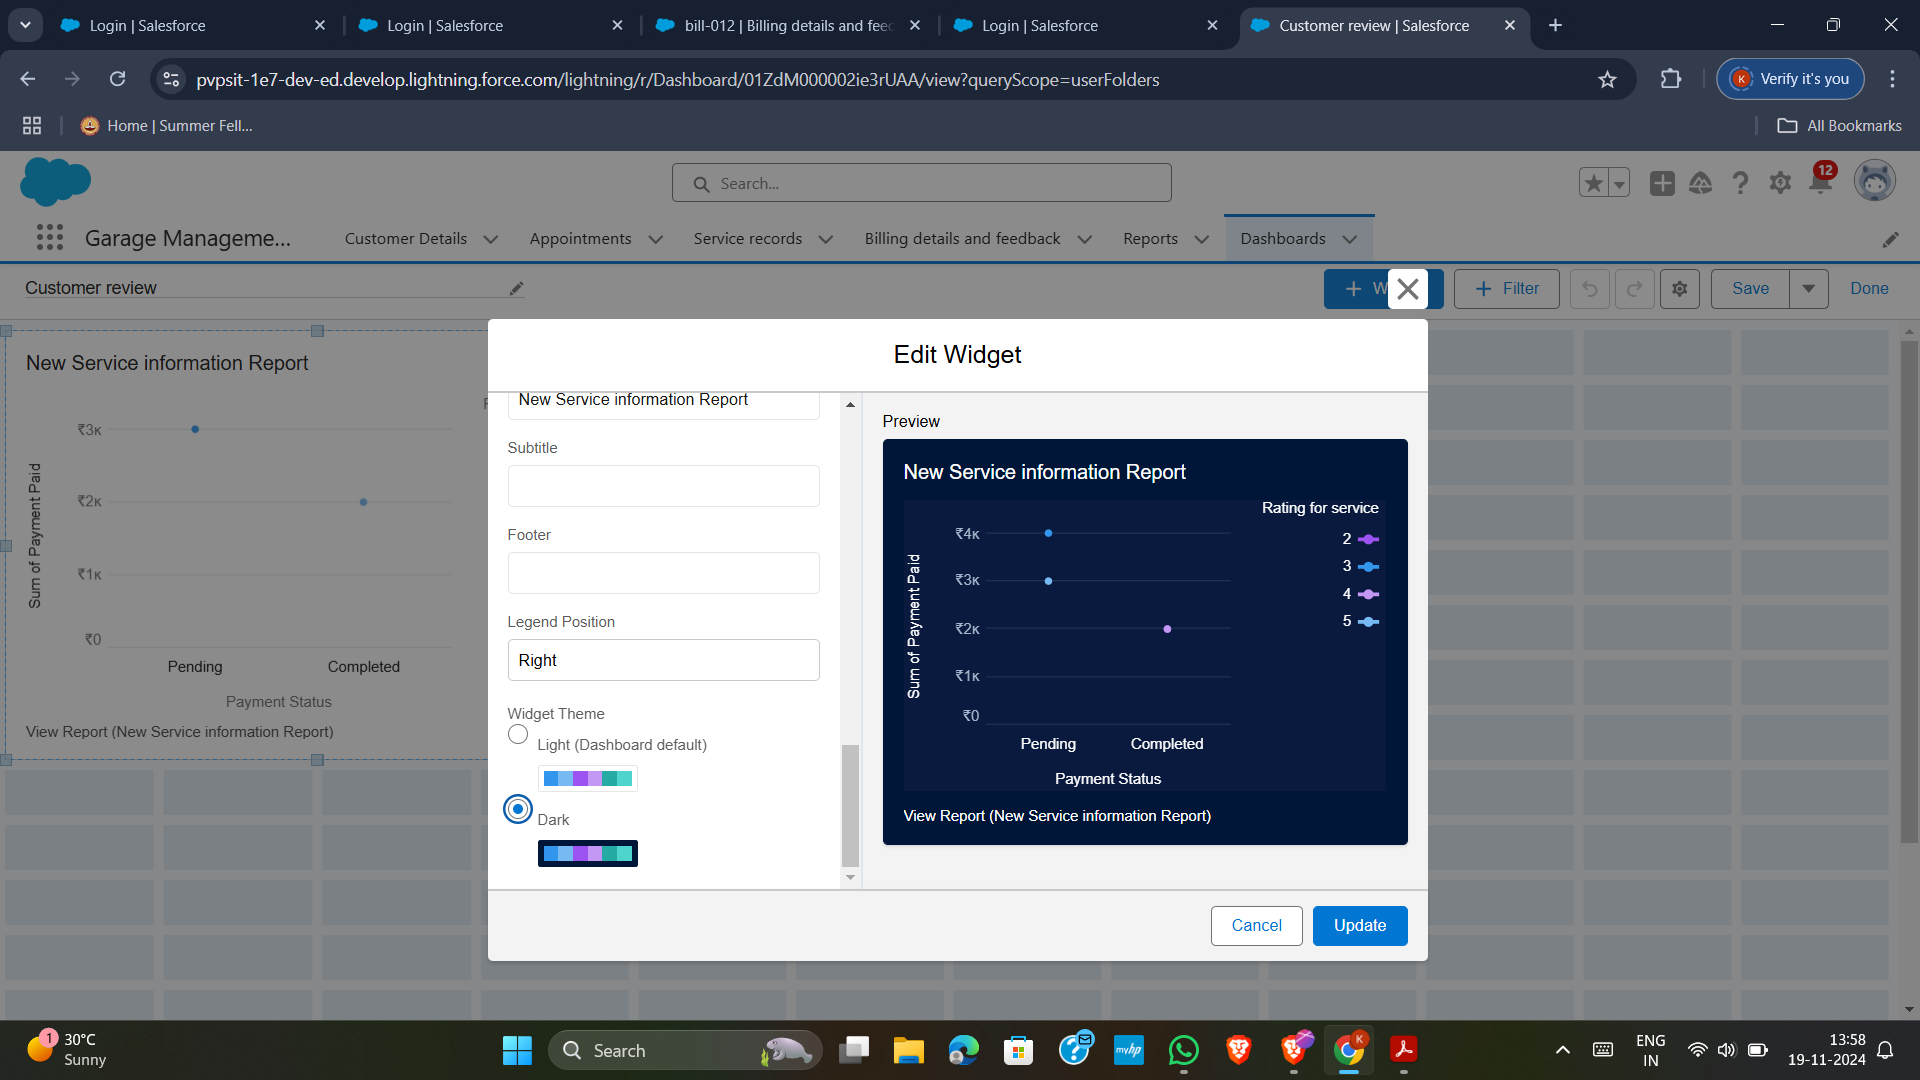 Login | Salesforce
Login | Salesforce
bill-012 | Billing details and feed
Login | Salesforce
Customer review | Salesforce
pvpsit-1e7-dev-ed.develop.lightning.force.com/lightning/r/Dashboard/01ZdM000002ie3rUAA/view?queryScope=userFolders
K Verify it's you
Home | Summer Fell...
All Bookmarks
Search...
12
Garage Manageme...
Customer Details
Appointments
Service records
Billing details and feedback
Reports
Dashboards
Customer review
+ W
+ Filter
Save
Done
Edit Widget
New Service information Report
₹3K
₹2K
₹1K
₹0
Sum of Payment Paid
Pending
Completed
Payment Status
View Report (New Service information Report)
New Service information Report
Subtitle
Footer
Legend Position
Right
Widget Theme
Light (Dashboard default)
Dark
Preview
New Service information Report
Rating for service
2
3
4
5
₹4K
₹3K
₹2K
₹1K
₹0
Sum of Payment Paid
Pending
Completed
Payment Status
View Report (New Service information Report)
Cancel
Update
1
30°C
Sunny
Search
myhp
K
ENG
IN
13:58
19-11-2024